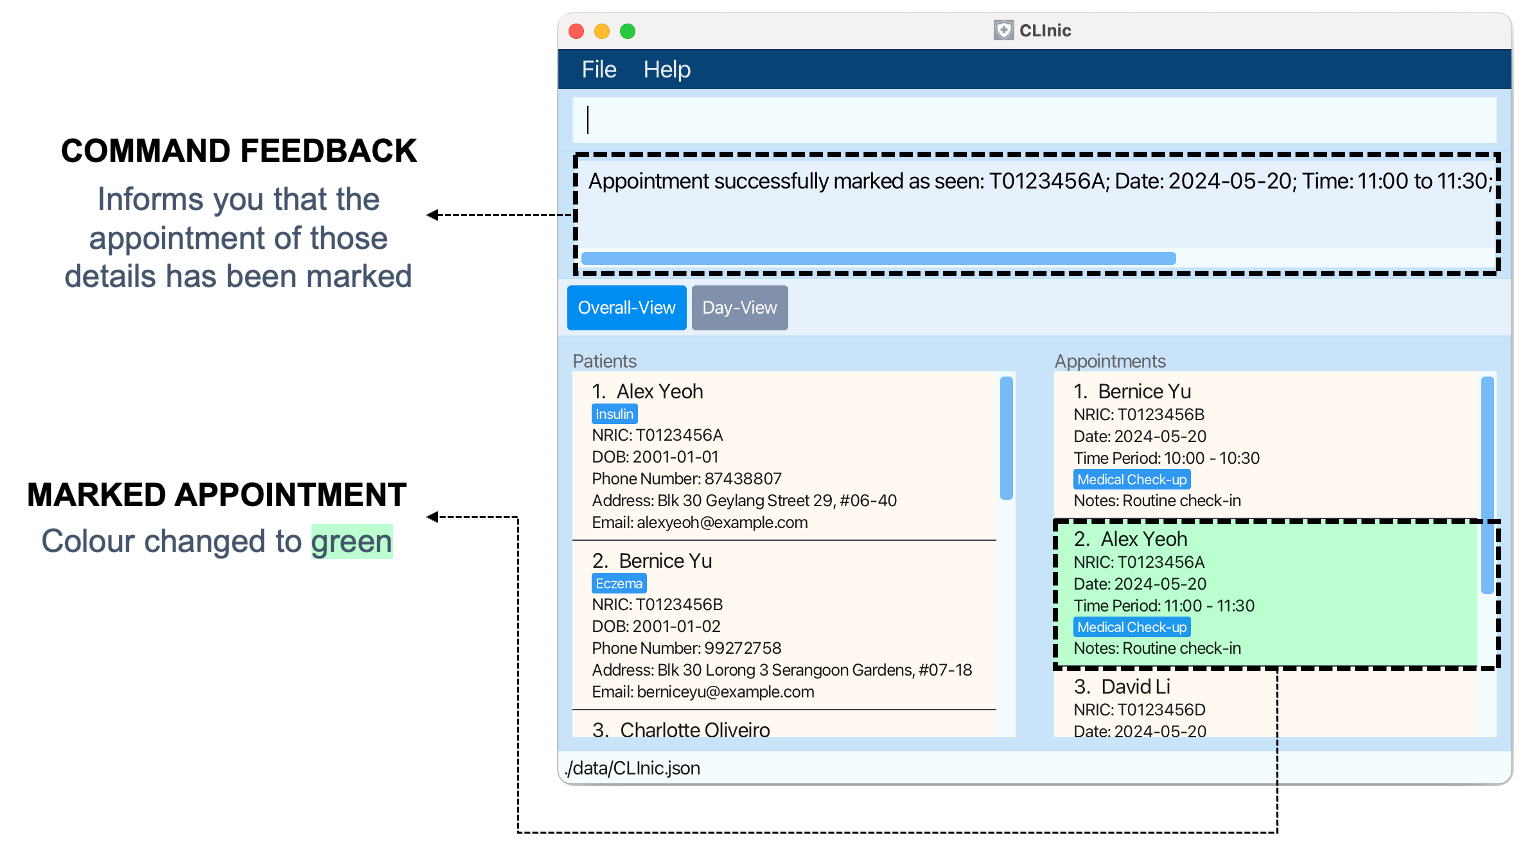 COMMAND FEEDBACK
Informs you that the
appointment of those
details has been marked
MARKED APPOINTMENT
Colour changed to green
CLInic
File Help
Appointment successfully marked as seen: T0123456A; Date: 2024-05-20; Time: 11:00 to 11:30;
Overall-View Day-View
Patients
1. Alex Yeoh
Insulin
NRIC: T0123456A
DOB: 2001-01-01
Phone Number: 87438807
Address: Blk 30 Geylang Street 29, #06-40
Email: alexyeoh@example.com
2. Bernice Yu
Eczema
NRIC: T0123456B
DOB: 2001-01-02
Phone Number: 99272758
Address: Blk 30 Lorong 3 Serangoon Gardens, #07-18
Email: berniceyu@example.com
3. Charlotte Oliveiro
Appointments
1. Bernice Yu
NRIC: T0123456B
Date: 2024-05-20
Time Period: 10:00 - 10:30
Medical Check-up
Notes: Routine check-in
2. Alex Yeoh
NRIC: T0123456A
Date: 2024-05-20
Time Period: 11:00 - 11:30
Medical Check-up
Notes: Routine check-in
3. David Li
NRIC: T0123456D
Date: 2024-05-20
./data/CLInic.json